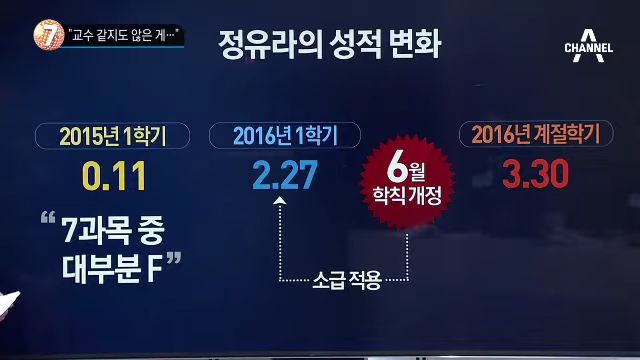 7 "교수 같지도 않은 게…"
정유라의 성적 변화
CHANNEL A
2015년 1학기
0.11
2016년 1학기
2.27
6월
학칙 개정
2016년 계절학기
3.30
"7과목 중
대부분 F"
소급 적용